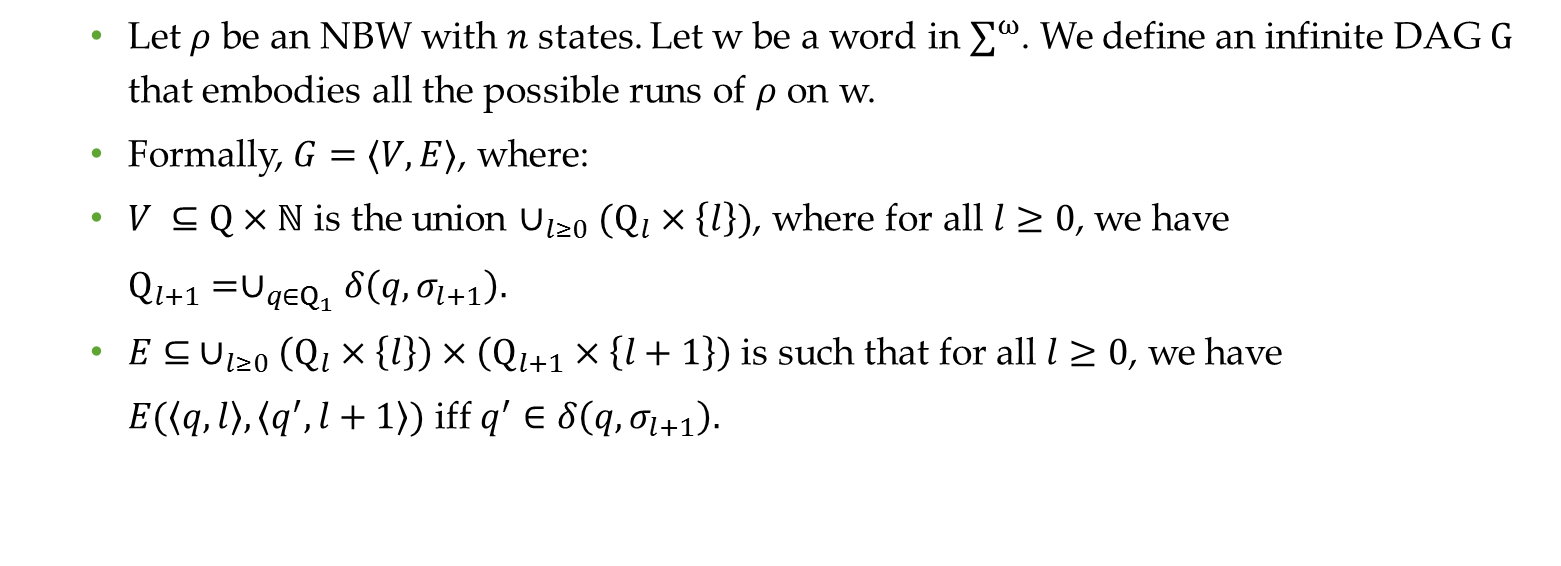 • Let ρ be an NBW with n states. Let w be a word in ∑^ω. We define an infinite DAG G
that embodies all the possible runs of ρ on w.
• Formally, G = ⟨V, E⟩, where:
• V ⊆ Q × ℕ is the union ∪_{l≥0} (Q_l × {l}), where for all l ≥ 0, we have
Q_{l+1} =∪_{q∈Q_1} δ(q, σ_{l+1}).
• E ⊆ ∪_{l≥0} (Q_l × {l}) × (Q_{l+1} × {l + 1}) is such that for all l ≥ 0, we have
E(⟨q, l⟩, ⟨q′, l + 1⟩) iff q′ ∈ δ(q, σ_{l+1}).